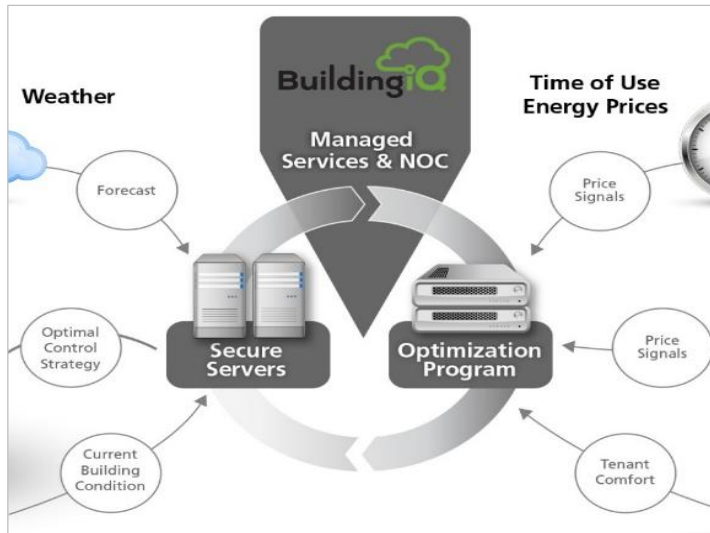 BuildingiQ
Managed
Services & NOC
Weather
Time of Use
Energy Prices
Forecast
Price
Signals
Secure
Servers
Optimization
Program
Optimal
Control
Strategy
Price
Signals
Current
Building
Condition
Tenant
Comfort